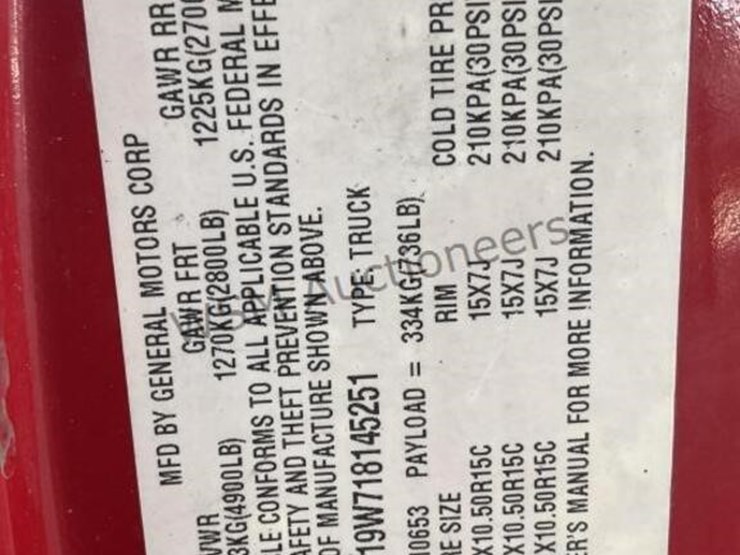 MFD BY GENERAL MOTORS CORP
VWR GAWR FRT GAWR RR
3KG(4900LB) 1270KG(2800LB) 1225KG(270
LE CONFORMS TO ALL APPLICABLE U.S. FEDERAL M
AFETY AND THEFT PREVENTION STANDARDS IN EFFE
OF MANUFACTURE SHOWN ABOVE.
19W718145251 TYPE: TRUCK
10653 PAYLOAD = 334KG(736LB)
RE SIZE RIM COLD TIRE PR
X10.50R15C 15X7J 210KPA(30PSI
X10.50R15C 15X7J 210KPA(30PSI
X10.50R15C 15X7J 210KPA(30PSI
ER'S MANUAL FOR MORE INFORMATION.
Auctioneers